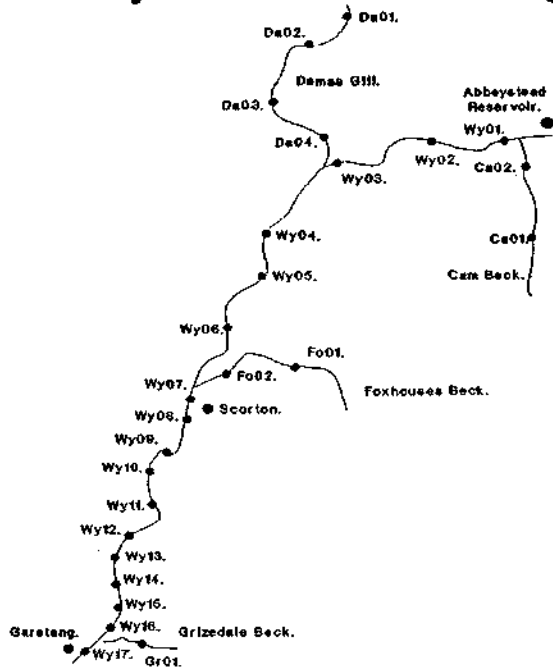 Da01.
Da02.
Damas Gill.
Abbeystead
Reservoir.
Da03.
Wy01.
Da04.
Wy02.
Ca02.
Wy03.
Wy04.
Ca01.
Wy05.
Cam Beck.
Wy06.
Fo01.
Fo02.
Wy07.
Foxhouses Beck.
Scorton.
Wy08.
Wy09.
Wy10.
Wy11.
Wy12.
Wy13.
Wy14.
Wy15.
Wy16.
Garstang.
Grizedale Beck.
Wy17.
Gr01.